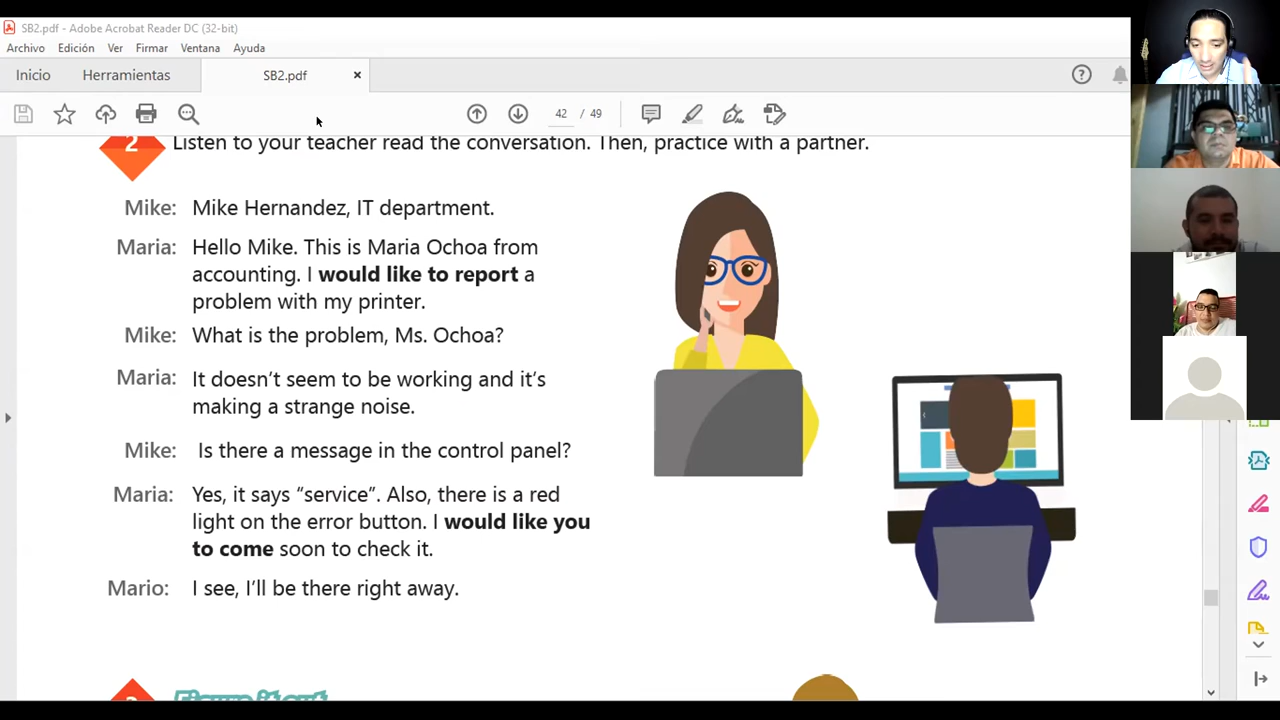 SB2.pdf - Adobe Acrobat Reader DC (32-bit)
Archivo Edición Ver Firmar Ventana Ayuda
Inicio Herramientas SB2.pdf
42 / 49
2 Listen to your teacher read the conversation. Then, practice with a partner.
Mike: Mike Hernandez, IT department.
Maria: Hello Mike. This is Maria Ochoa from
accounting. I would like to report a
problem with my printer.
Mike: What is the problem, Ms. Ochoa?
Maria: It doesn't seem to be working and it's
making a strange noise.
Mike: Is there a message in the control panel?
Maria: Yes, it says “service”. Also, there is a red
light on the error button. I would like you
to come soon to check it.
Mario: I see, I'll be there right away.
Figure it out